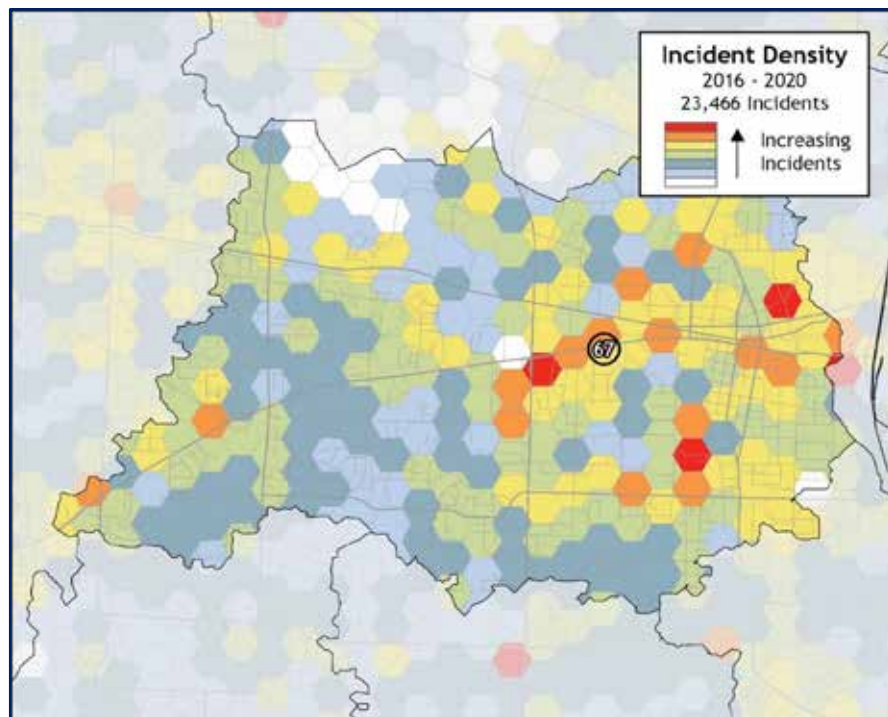 Incident Density
2016 - 2020
23,466 Incidents
Increasing
Incidents
67